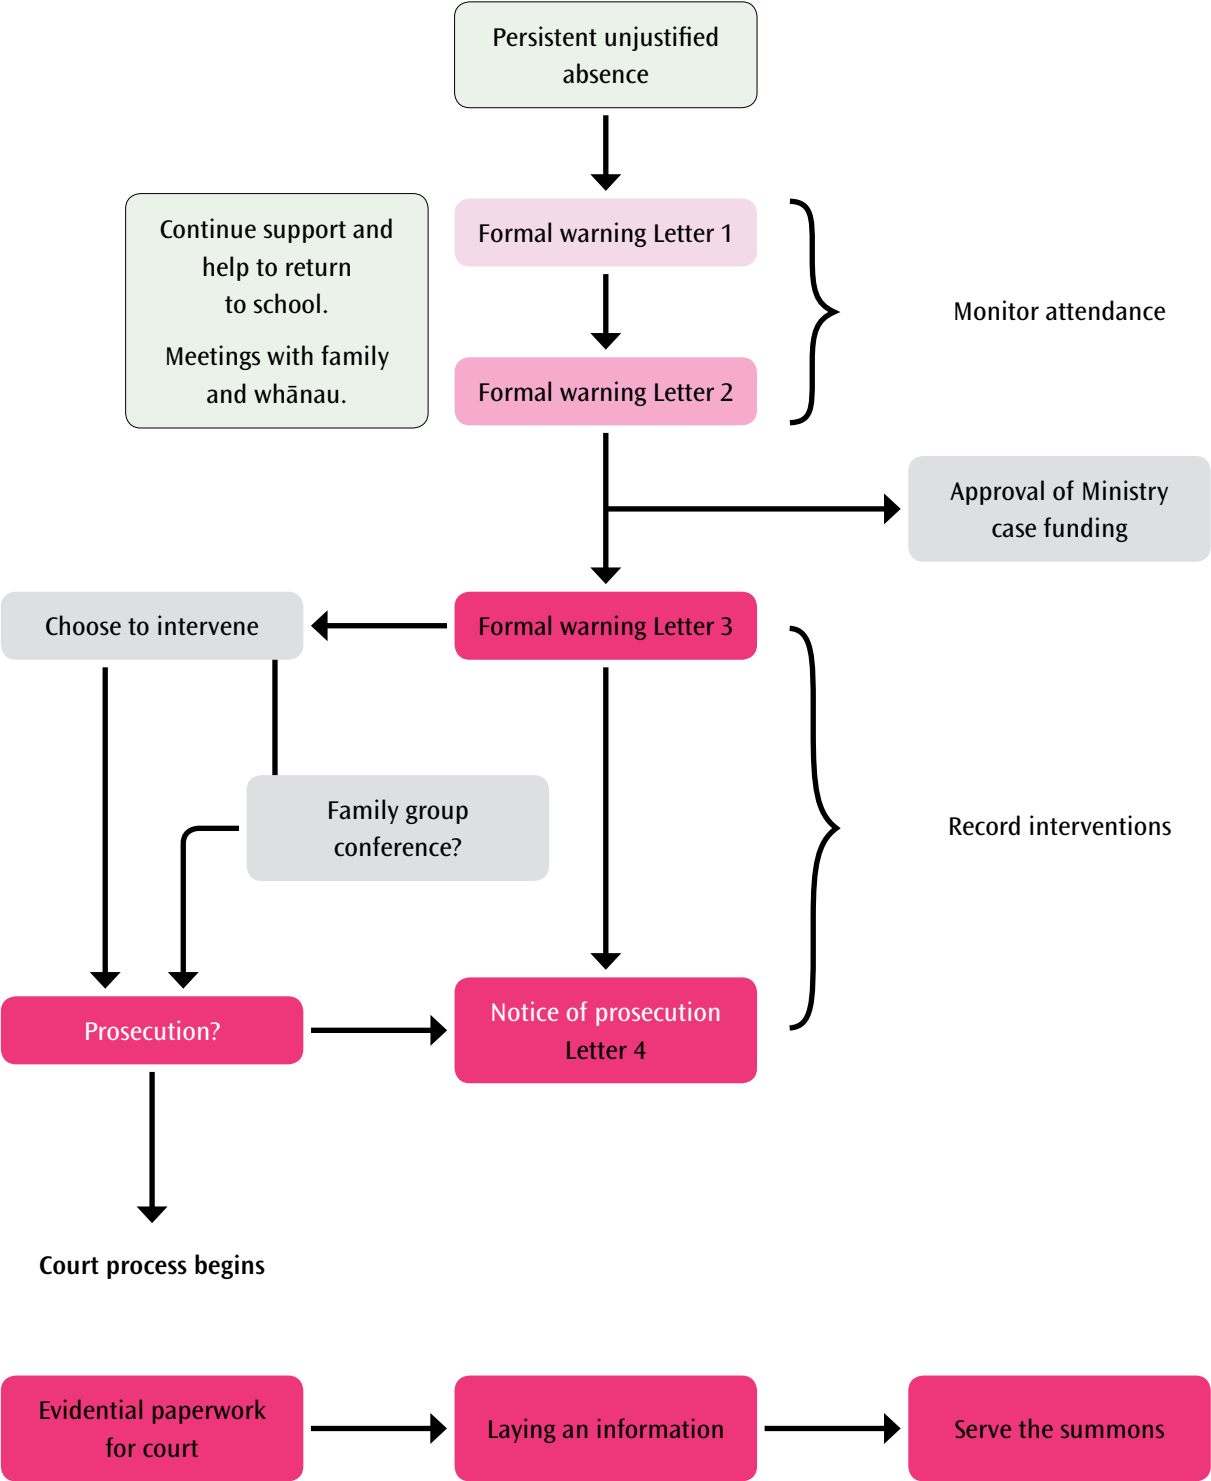 Persistent unjustified
absence
Continue support and
help to return
to school.
Meetings with family
and whānau.
Formal warning Letter 1
Formal warning Letter 2
Monitor attendance
Approval of Ministry
case funding
Choose to intervene
Formal warning Letter 3
Family group
conference?
Record interventions
Prosecution?
Notice of prosecution
Letter 4
Court process begins
Evidential paperwork
for court
Laying an information
Serve the summons